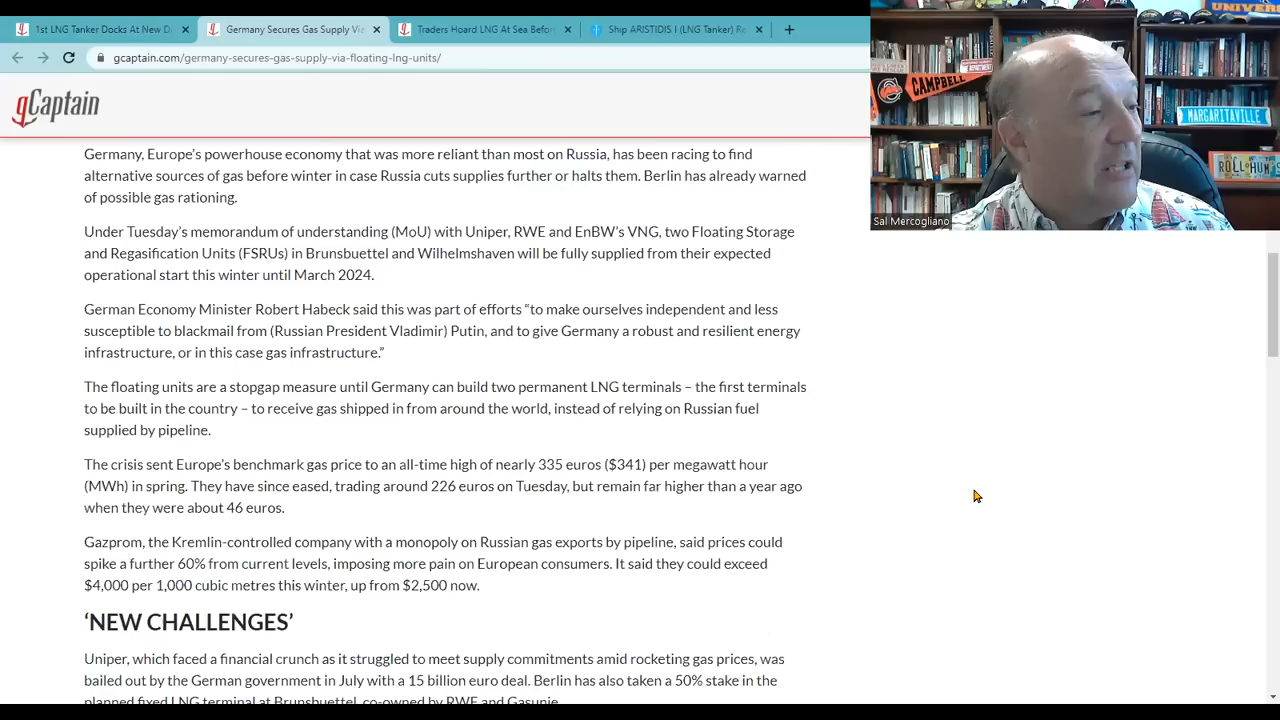 1st LNG Tanker Docks At New D
Germany Secures Gas Supply Via
Traders Hoard LNG At Sea Before
Ship ARISTIDIS I (LNG Tanker) Re
gcaptain.com/germany-secures-gas-supply-via-floating-lng-units/
gCaptain
UNIVER
CAMPBELL
MARGARITAVILLE
ROLL HUM
Sal Mercogliano
Germany, Europe's powerhouse economy that was more reliant than most on Russia, has been racing to find
alternative sources of gas before winter in case Russia cuts supplies further or halts them. Berlin has already warned
of possible gas rationing.
Under Tuesday's memorandum of understanding (MoU) with Uniper, RWE and EnBW's VNG, two Floating Storage
and Regasification Units (FSRUs) in Brunsbuettel and Wilhelmshaven will be fully supplied from their expected
operational start this winter until March 2024.
German Economy Minister Robert Habeck said this was part of efforts “to make ourselves independent and less
susceptible to blackmail from (Russian President Vladimir) Putin, and to give Germany a robust and resilient energy
infrastructure, or in this case gas infrastructure.”
The floating units are a stopgap measure until Germany can build two permanent LNG terminals – the first terminals
to be built in the country – to receive gas shipped in from around the world, instead of relying on Russian fuel
supplied by pipeline.
The crisis sent Europe's benchmark gas price to an all-time high of nearly 335 euros ($341) per megawatt hour
(MWh) in spring. They have since eased, trading around 226 euros on Tuesday, but remain far higher than a year ago
when they were about 46 euros.
Gazprom, the Kremlin-controlled company with a monopoly on Russian gas exports by pipeline, said prices could
spike a further 60% from current levels, imposing more pain on European consumers. It said they could exceed
$4,000 per 1,000 cubic metres this winter, up from $2,500 now.
‘NEW CHALLENGES’
Uniper, which faced a financial crunch as it struggled to meet supply commitments amid rocketing gas prices, was
bailed out by the German government in July with a 15 billion euro deal. Berlin has also taken a 50% stake in the
planned fixed LNG terminal at Brunsbuettel, co-owned by RWE and Gasunie.